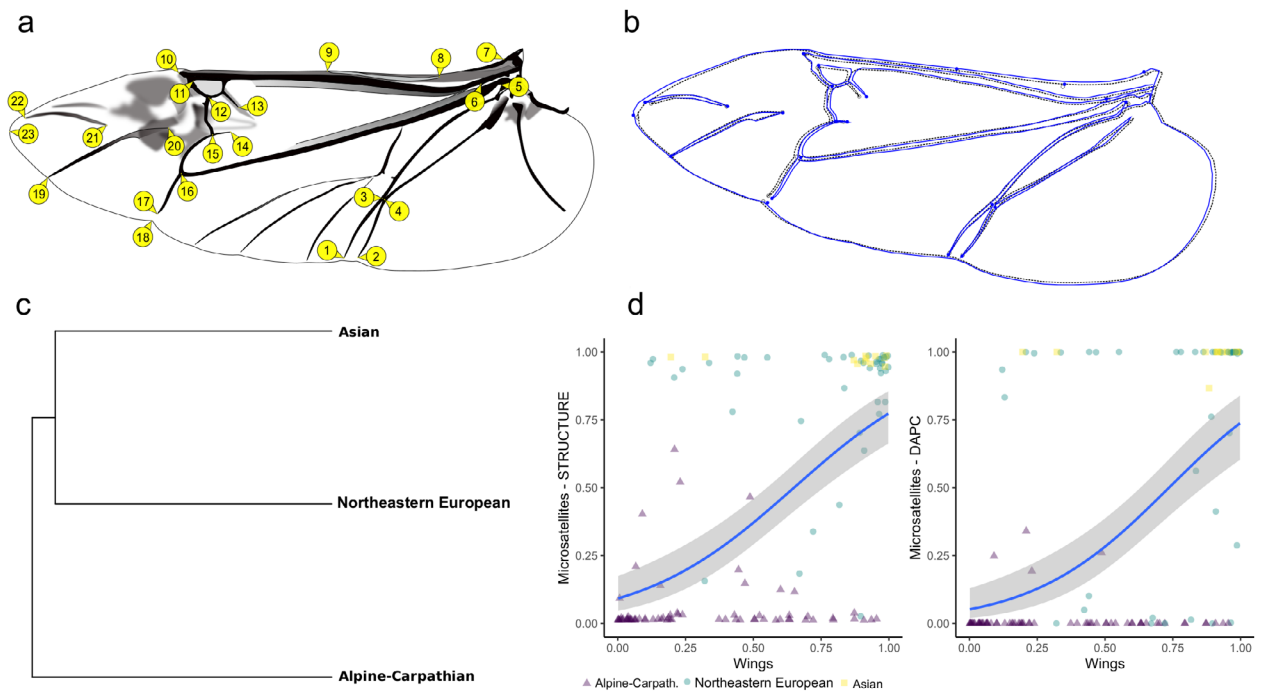 a
b
10
9
8
7
11
12
13
6
5
22
23
21
20
15
14
19
16
17
18
3
4
1
2
c
Asian
Northeastern European
Alpine-Carpathian
d
Microsatellites - STRUCTURE
1.00
0.75
0.50
0.25
0.00
0.00 0.25 0.50 0.75 1.00
Wings
Microsatellites - DAPC
1.00
0.75
0.50
0.25
0.00
0.00 0.25 0.50 0.75 1.00
Wings
Alpine-Carpath. Northeastern European Asian